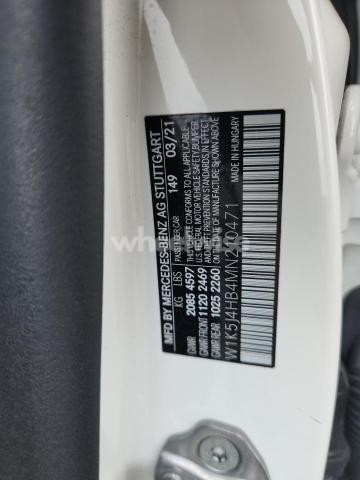 MFD BY MERCEDES-BENZ AG STUTTGART
149 03/21
PASSENGER CAR
KG LBS
GVWR 2085 4597
GAWR FRONT 1120 2469
GAWR REAR 1025 2260
THIS VEHICLE CONFORMS TO ALL APPLICABLE
U.S. FEDERAL MOTOR VEHICLE SAFETY, BUMPER,
AND THEFT PREVENTION STANDARDS IN EFFECT
ON THE DATE OF MANUFACTURE SHOWN ABOVE.
W1K5J4HB4MN210471
MADE IN HUNGARY